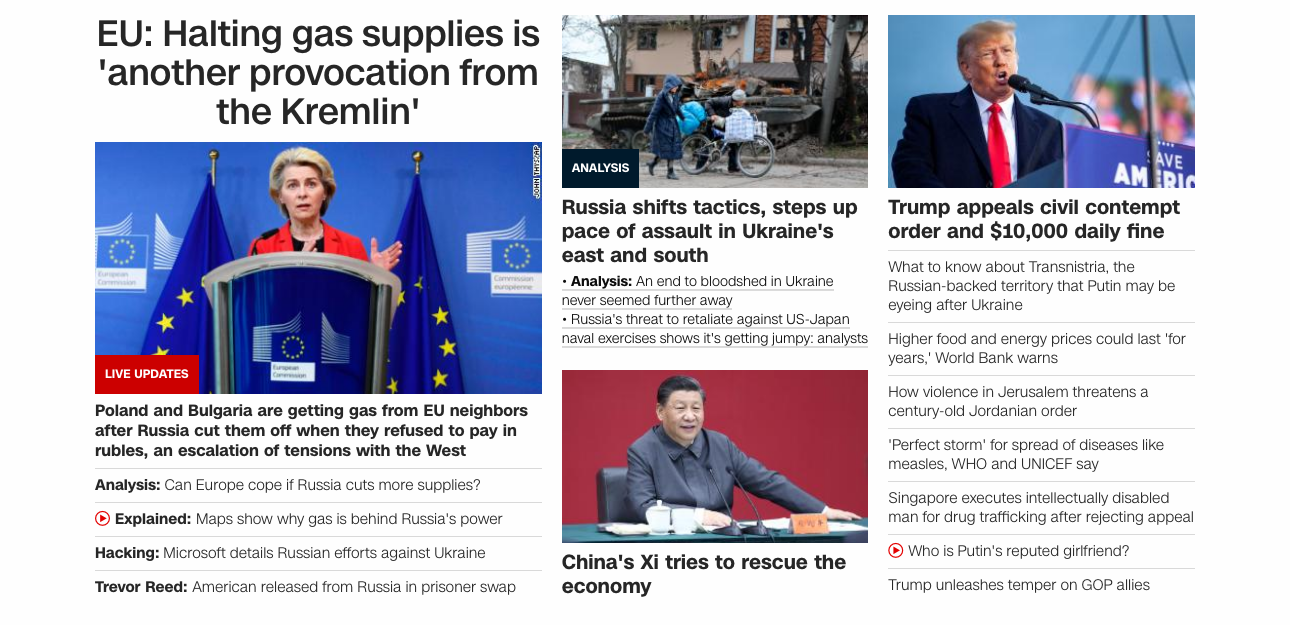 EU: Halting gas supplies is
'another provocation from
the Kremlin'
JOHN THYS/AP
European
Commission
Commission
européenne
European
Commission
LIVE UPDATES
Poland and Bulgaria are getting gas from EU neighbors
after Russia cut them off when they refused to pay in
rubles, an escalation of tensions with the West
Analysis: Can Europe cope if Russia cuts more supplies?
Explained: Maps show why gas is behind Russia's power
Hacking: Microsoft details Russian efforts against Ukraine
Trevor Reed: American released from Russia in prisoner swap
ANALYSIS
Russia shifts tactics, steps up
pace of assault in Ukraine's
east and south
• Analysis: An end to bloodshed in Ukraine
never seemed further away
• Russia's threat to retaliate against US-Japan
naval exercises shows it's getting jumpy: analysts
China's Xi tries to rescue the
economy
SAVE
AMERIC
Trump appeals civil contempt
order and $10,000 daily fine
What to know about Transnistria, the
Russian-backed territory that Putin may be
eyeing after Ukraine
Higher food and energy prices could last 'for
years,' World Bank warns
How violence in Jerusalem threatens a
century-old Jordanian order
'Perfect storm' for spread of diseases like
measles, WHO and UNICEF say
Singapore executes intellectually disabled
man for drug trafficking after rejecting appeal
Who is Putin's reputed girlfriend?
Trump unleashes temper on GOP allies